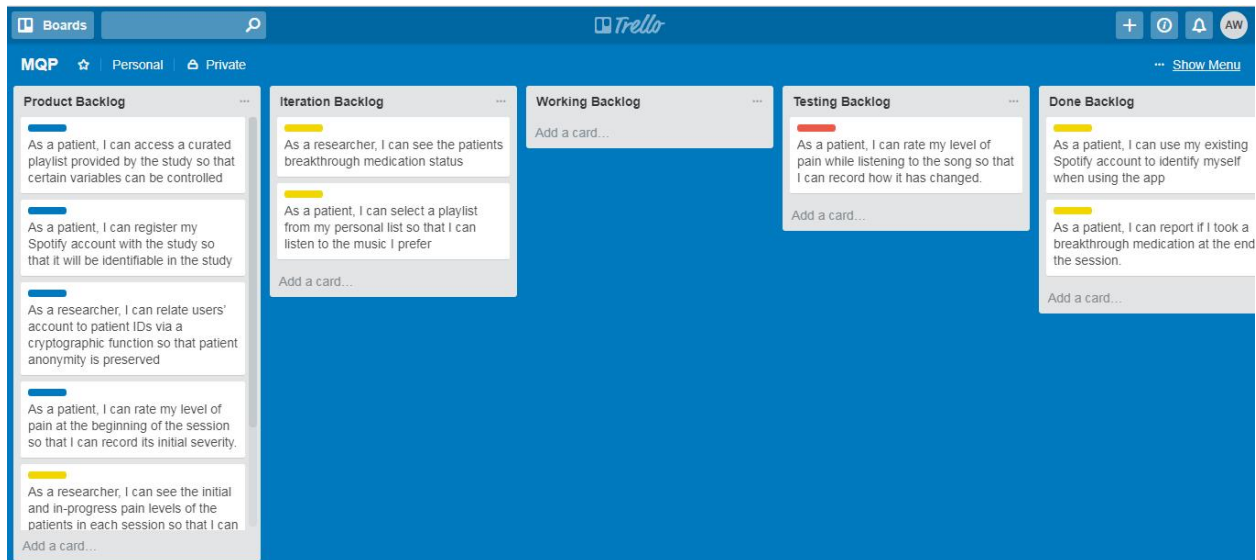 Boards
Trello
AW
MQP
Personal
Private
... Show Menu
Product Backlog
...
As a patient, I can access a curated
playlist provided by the study so that
certain variables can be controlled
As a patient, I can register my
Spotify account with the study so
that it will be identifiable in the study
As a researcher, I can relate users'
account to patient IDs via a
cryptographic function so that patient
anonymity is preserved
As a patient, I can rate my level of
pain at the beginning of the session
so that I can record its initial severity.
As a researcher, I can see the initial
and in-progress pain levels of the
patients in each session so that I can
Add a card...
Iteration Backlog
...
As a researcher, I can see the patients
breakthrough medication status
As a patient, I can select a playlist
from my personal list so that I can
listen to the music I prefer
Add a card...
Working Backlog
...
Add a card...
Testing Backlog
...
As a patient, I can rate my level of
pain while listening to the song so that
I can record how it has changed.
Add a card...
Done Backlog
As a patient, I can use my existing
Spotify account to identify myself
when using the app
As a patient, I can report if I took a
breakthrough medication at the end
the session.
Add a card...